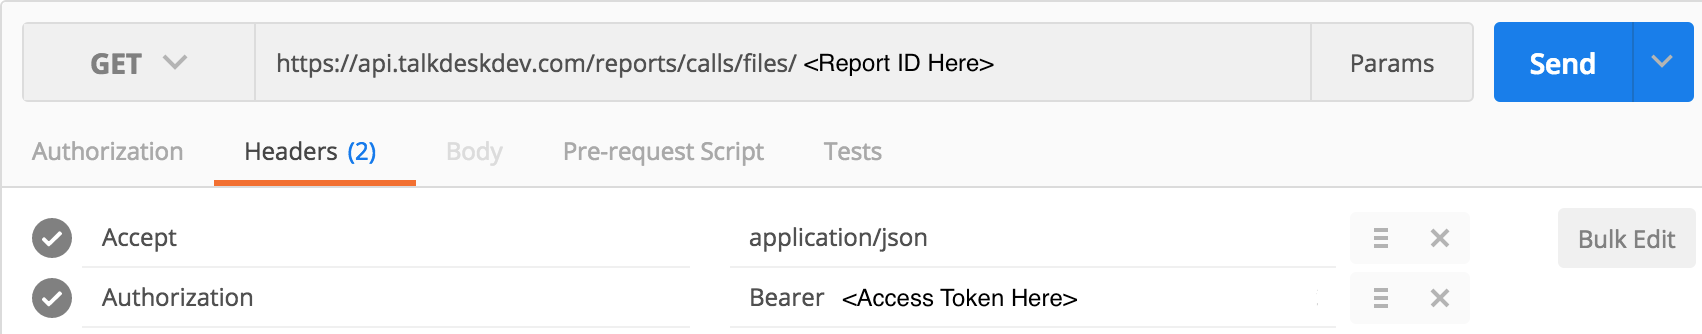 GET https://api.talkdeskdev.com/reports/calls/files/ <Report ID Here> Params Send
Authorization Headers (2) Body Pre-request Script Tests
Accept application/json Bulk Edit
Authorization Bearer <Access Token Here>